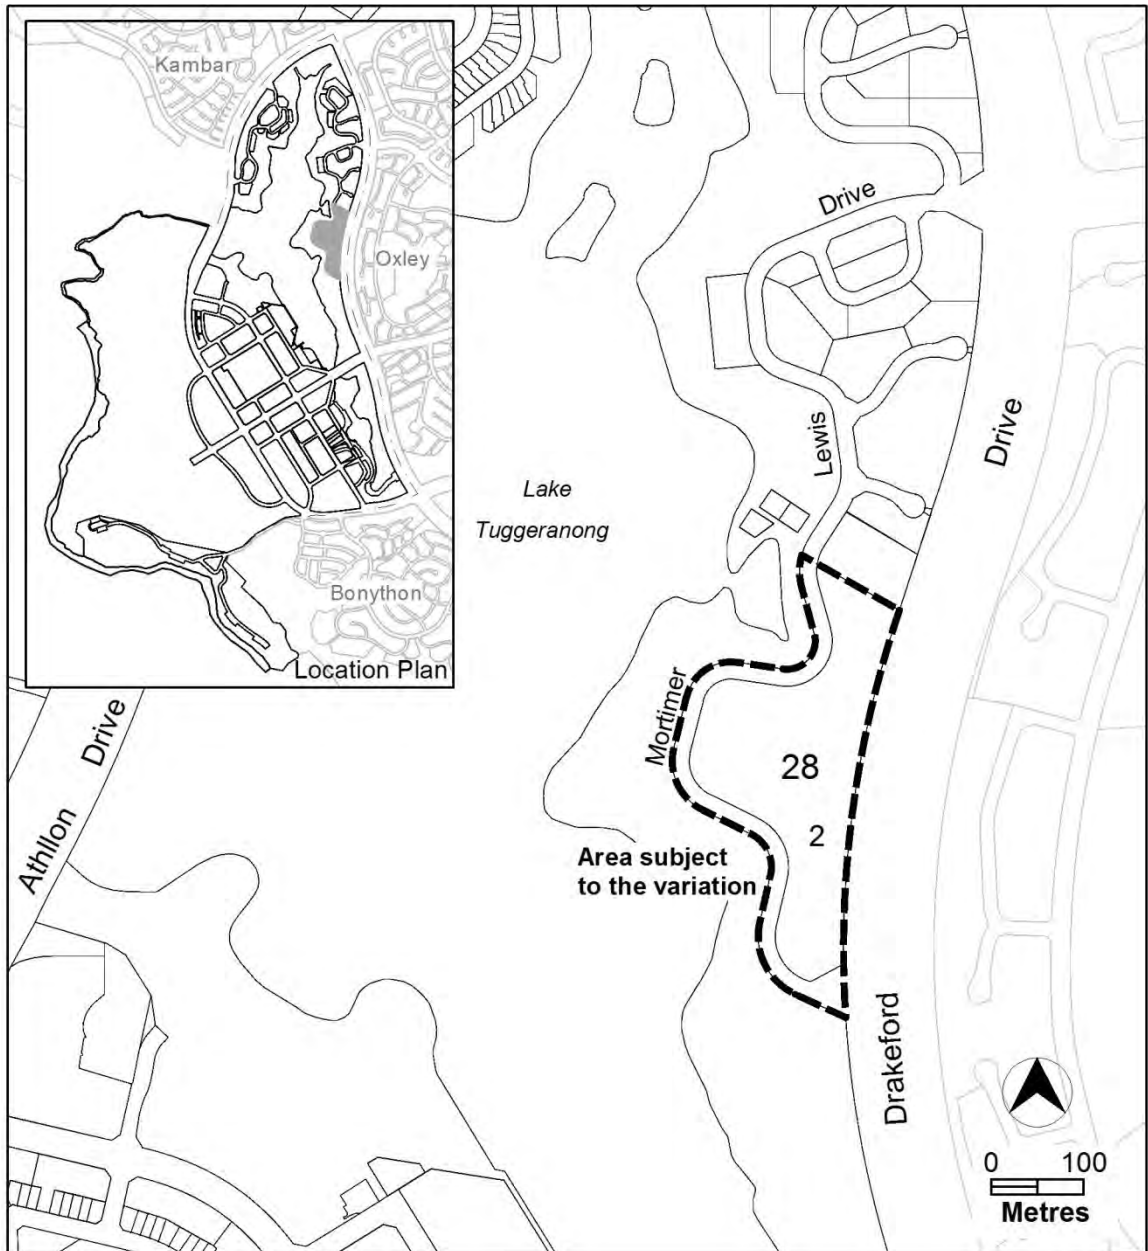 Kambar
Oxley
Bonython
Location Plan
Drive
Lewis
Drive
Lake
Tuggeranong
Mortimer
28
2
Area subject
to the variation
Drive
Athllon
Drakeford
0 100
Metres